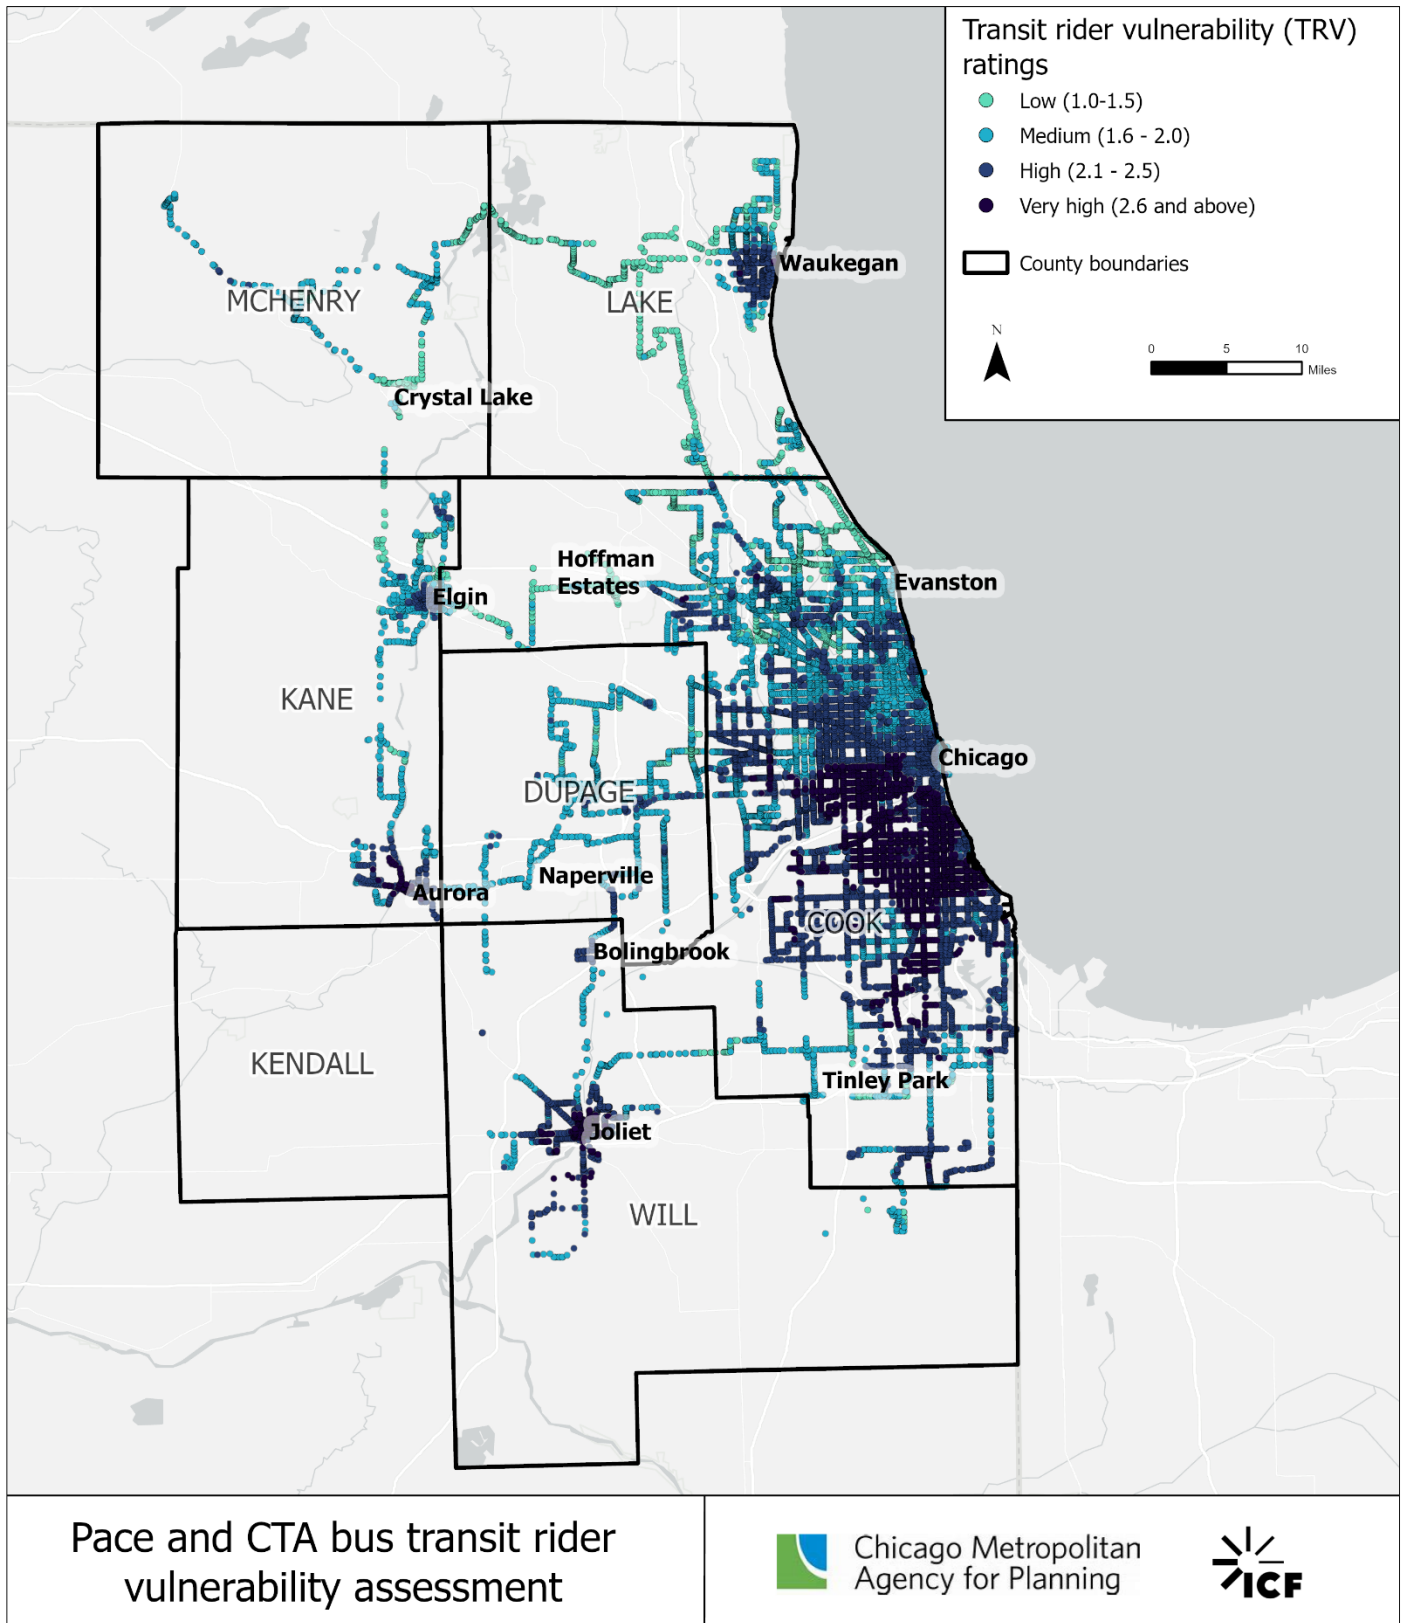 Transit rider vulnerability (TRV)
ratings
Low (1.0-1.5)
Medium (1.6 - 2.0)
High (2.1 - 2.5)
Very high (2.6 and above)
County boundaries
N
0 5 10
Miles
Waukegan
MCHENRY
LAKE
Crystal Lake
Hoffman
Estates
Evanston
Elgin
KANE
Chicago
DUPAGE
Naperville
Aurora
COOK
Bolingbrook
KENDALL
Tinley Park
Joliet
WILL
Pace and CTA bus transit rider
vulnerability assessment
Chicago Metropolitan
Agency for Planning
ICF